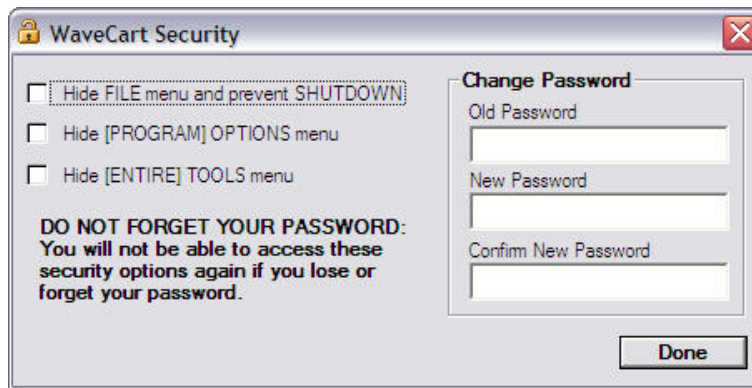 WaveCart Security
Hide FILE menu and prevent SHUTDOWN
Hide [PROGRAM] OPTIONS menu
Hide [ENTIRE] TOOLS menu
DO NOT FORGET YOUR PASSWORD:
You will not be able to access these
security options again if you lose or
forget your password.
Change Password
Old Password
New Password
Confirm New Password
Done